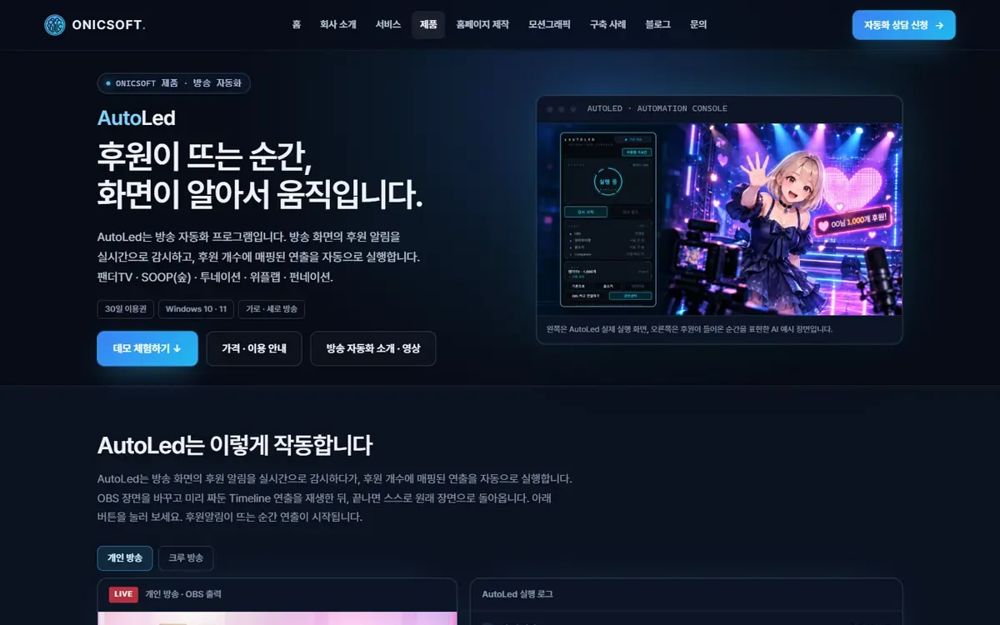 ONICSOFT.
홈
회사 소개
서비스
제품
홈페이지 제작
모션그래픽
구축 사례
블로그
문의
자동화 상담 신청 →
ONICSOFT 제품 · 방송 자동화
AutoLed
후원이 뜨는 순간,
화면이 알아서 움직입니다.
AutoLed는 방송 자동화 프로그램입니다. 방송 화면의 후원 알림을
실시간으로 감시하고, 후원 개수에 매핑된 연출을 자동으로 실행합니다.
팬더TV · SOOP(숲) · 투네이션 · 위플랩 · 펀네이션.
30일 이용권
Windows 10 · 11
가로 · 세로 방송
데모 체험하기 ↓
가격 · 이용 안내
방송 자동화 소개 · 영상
AUTOLED · AUTOMATION CONSOLE
AUTOLED
실행 중
OBS
00님 1,000개 후원!
왼쪽은 AutoLed 실제 실행 화면, 오른쪽은 후원이 들어온 순간을 표현한 AI 예시 장면입니다.
AutoLed는 이렇게 작동합니다
AutoLed는 방송 화면의 후원 알림을 실시간으로 감시하다가, 후원 개수에 매핑된 연출을 자동으로 실행합니다.
OBS 장면을 바꾸고 미리 짜둔 Timeline 연출을 재생한 뒤, 끝나면 스스로 원래 장면으로 돌아옵니다. 아래
버튼을 눌러 보세요. 후원알림이 뜨는 순간 연출이 시작됩니다.
개인 방송
크루 방송
LIVE
개인 방송 · OBS 출력
AutoLed 실행 로그